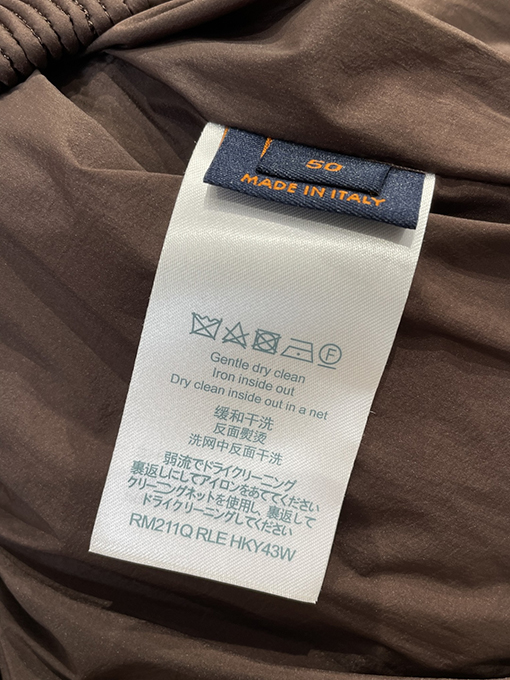 50
MADE IN ITALY
F
Gentle dry clean
Iron inside out
Dry clean inside out in a net
缓和干洗
反面熨烫
洗网中反面干洗
弱流でドライクリーニング
裏返しにしてアイロンをあててください
クリーニングネットを使用し、裏返して
ドライクリーニングしてください
RM211Q RLE HKY43W